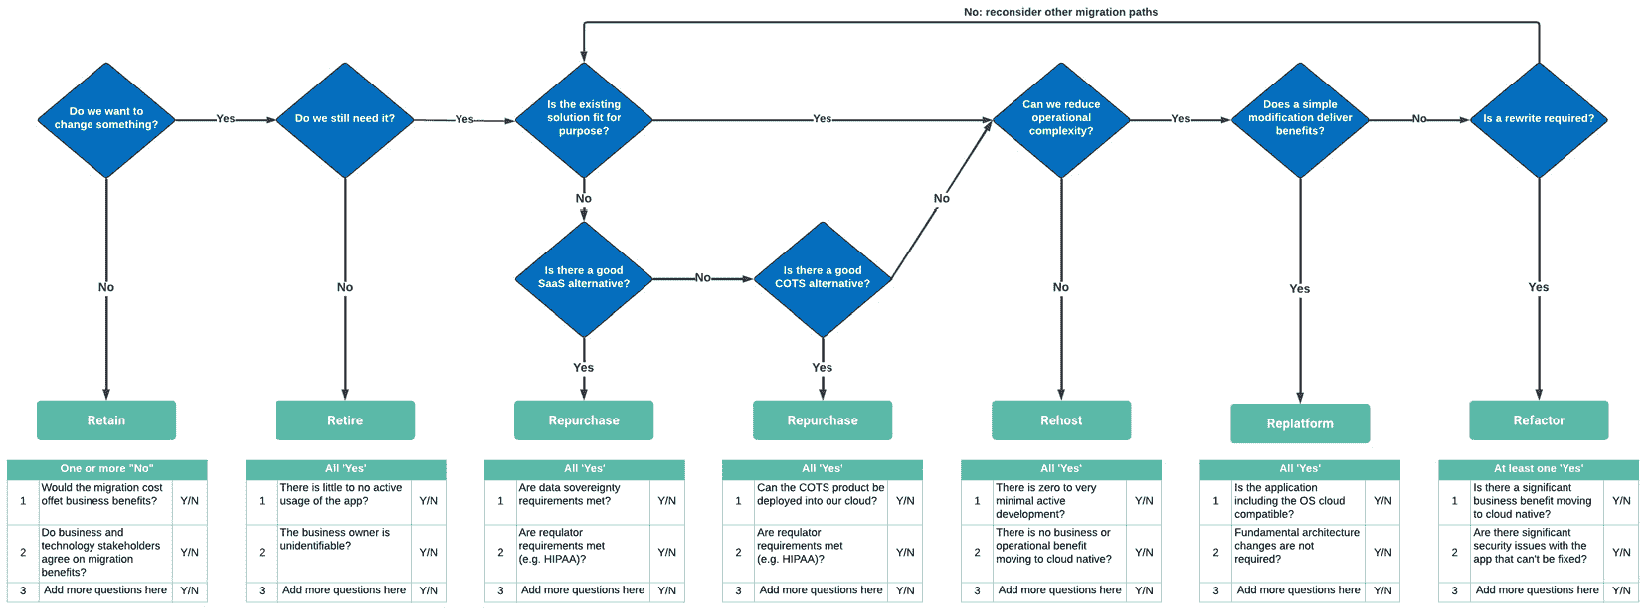 No: reconsider other migration paths
Do we want to
change something?
Yes
Do we still need it?
Yes
Is the existing
solution fit for
purpose?
Yes
Can we reduce
operational
complexity?
Yes
Does a simple
modification deliver
benefits?
No
Is a rewrite required?
No
No
Is there a good
SaaS alternative?
No
Is there a good
COTS alternative?
No
No
No
Yes
Yes
Yes
Yes
Retain
Retire
Repurchase
Repurchase
Rehost
Replatform
Refactor
One or more "No"
1
Would the migration cost
offet business benefits?
Y/N
2
Do business and
technology stakeholders
agree on migration
benefits?
Y/N
3
Add more questions here
Y/N
All 'Yes'
1
There is little to no active
usage of the app?
Y/N
2
The business owner is
unidentifiable?
Y/N
3
Add more questions here
Y/N
All 'Yes'
1
Are data sovereignty
requirements met?
Y/N
2
Are requlator
requirements met
(e.g. HIPAA)?
Y/N
3
Add more questions here
Y/N
All 'Yes'
1
Can the COTS product be
deployed into our cloud?
Y/N
2
Are requlator
requirements met
(e.g. HIPAA)?
Y/N
3
Add more questions here
Y/N
All 'Yes'
1
There is zero to very
minimal active
development?
Y/N
2
There is no business or
operational benefit
moving to cloud native?
Y/N
3
Add more questions here
Y/N
All 'Yes'
1
Is the application
including the OS cloud
compatible?
Y/N
2
Fundamental architecture
changes are not
required?
Y/N
3
Add more questions here
Y/N
At least one 'Yes'
1
Is there a significant
business benefit moving
to cloud native?
Y/N
2
Are there significant
security issues with the
app that can't be fixed?
Y/N
3
Add more questions here
Y/N